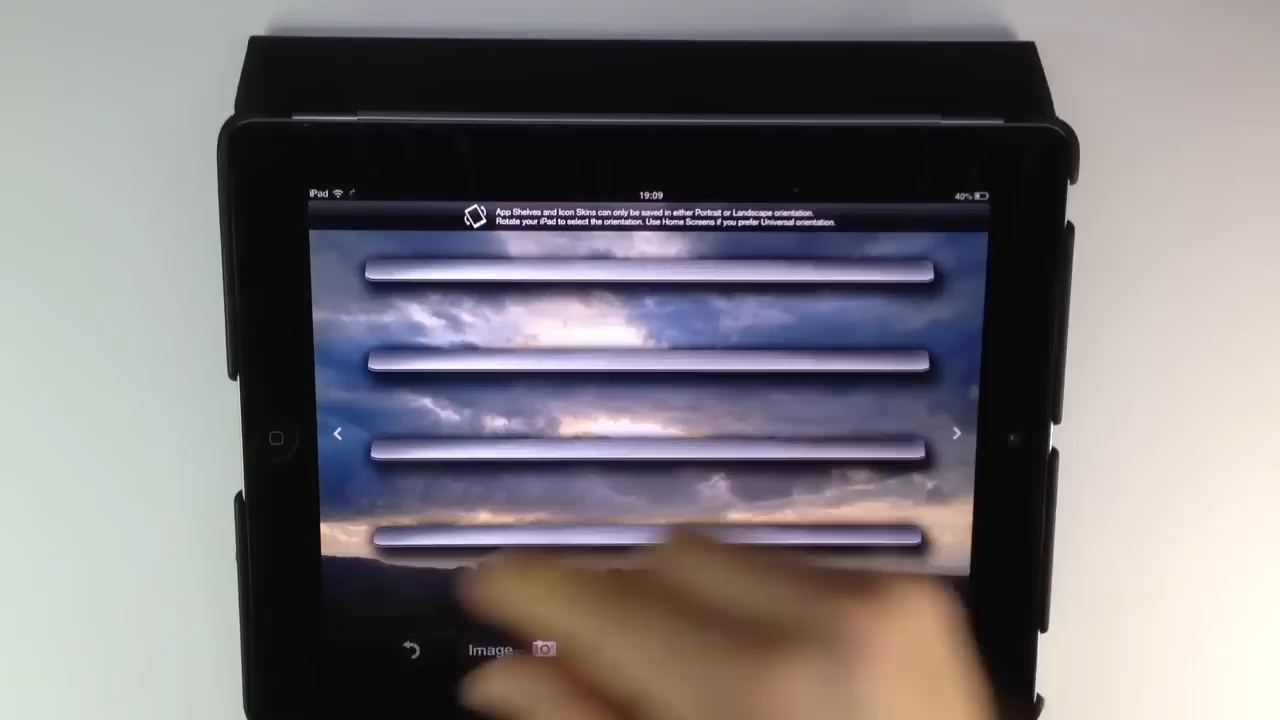 iPad 19:09 40%
App Shelves and Icon Skins can only be saved in either Portrait or Landscape orientation.
Rotate your iPad to select the orientation. Use Home Screens if you prefer Universal orientation.
Image